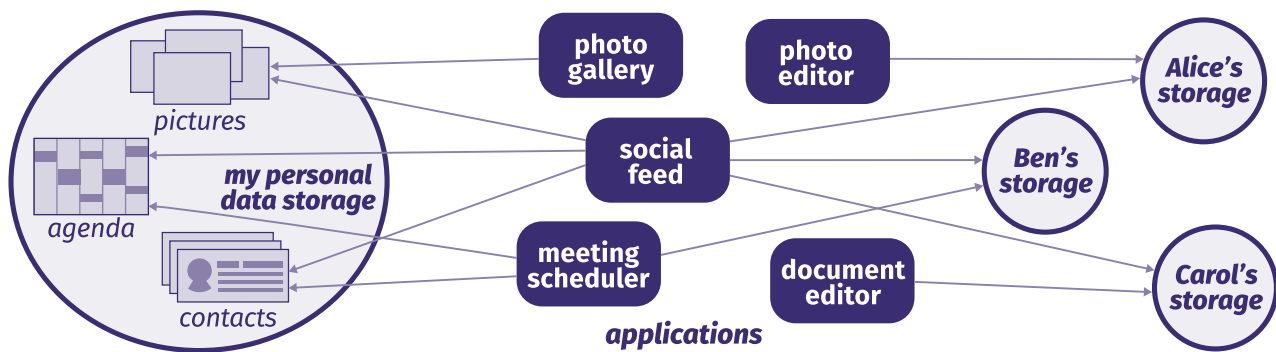 pictures
my personal
data storage
agenda
contacts
photo
gallery
photo
editor
social
feed
meeting
scheduler
document
editor
applications
Alice's
storage
Ben's
storage
Carol's
storage